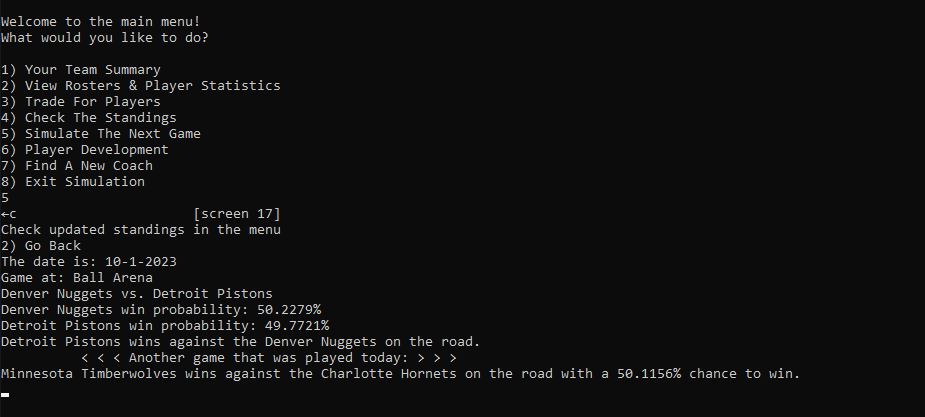 Welcome to the main menu!
What would you like to do?
1) Your Team Summary
2) View Rosters & Player Statistics
3) Trade For Players
4) Check The Standings
5) Simulate The Next Game
6) Player Development
7) Find A New Coach
8) Exit Simulation
5
←c [screen 17]
Check updated standings in the menu
2) Go Back
The date is: 10-1-2023
Game at: Ball Arena
Denver Nuggets vs. Detroit Pistons
Denver Nuggets win probability: 50.2279%
Detroit Pistons win probability: 49.7721%
Detroit Pistons wins against the Denver Nuggets on the road.
< < < Another game that was played today: > > >
Minnesota Timberwolves wins against the Charlotte Hornets on the road with a 50.1156% chance to win.